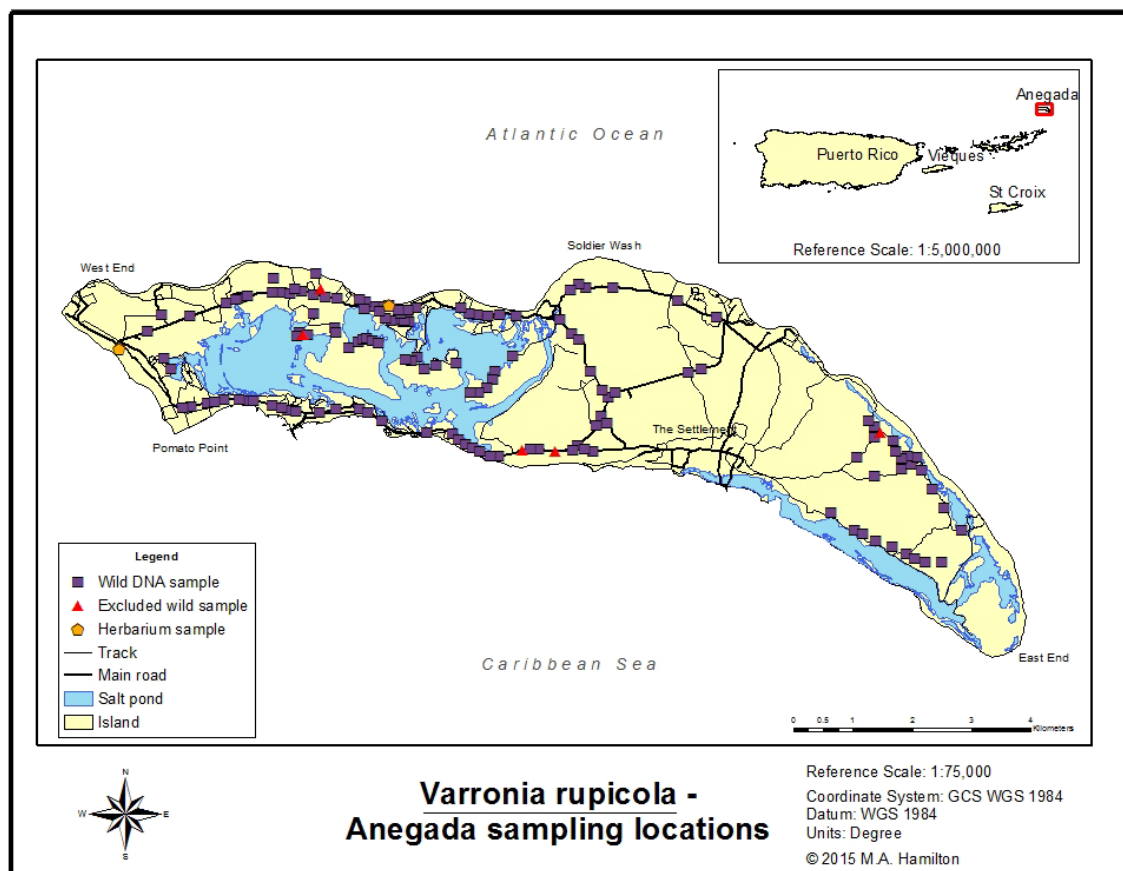 Anegada
Atlantic Ocean
Puerto Rico
Vieques
St Croix
Reference Scale: 1:5,000,000
Soldier Wash
West End
The Settlement
Pomato Point
Legend
Wild DNA sample
Excluded wild sample
Herbarium sample
Track
Main road
Salt pond
Island
Caribbean Sea
East End
0 0.5 1 2 3 4
Kilometers
N
W E
S
Varronia rupicola -
Anegada sampling locations
Reference Scale: 1:75,000
Coordinate System: GCS WGS 1984
Datum: WGS 1984
Units: Degree
© 2015 M.A. Hamilton